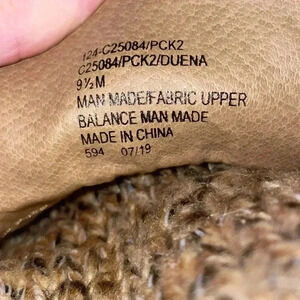 124-C25084/PCK2
C25084/PCK2/DUENA
9½M
MAN MADE/FABRIC UPPER
BALANCE MAN MADE
MADE IN CHINA
594 07/19